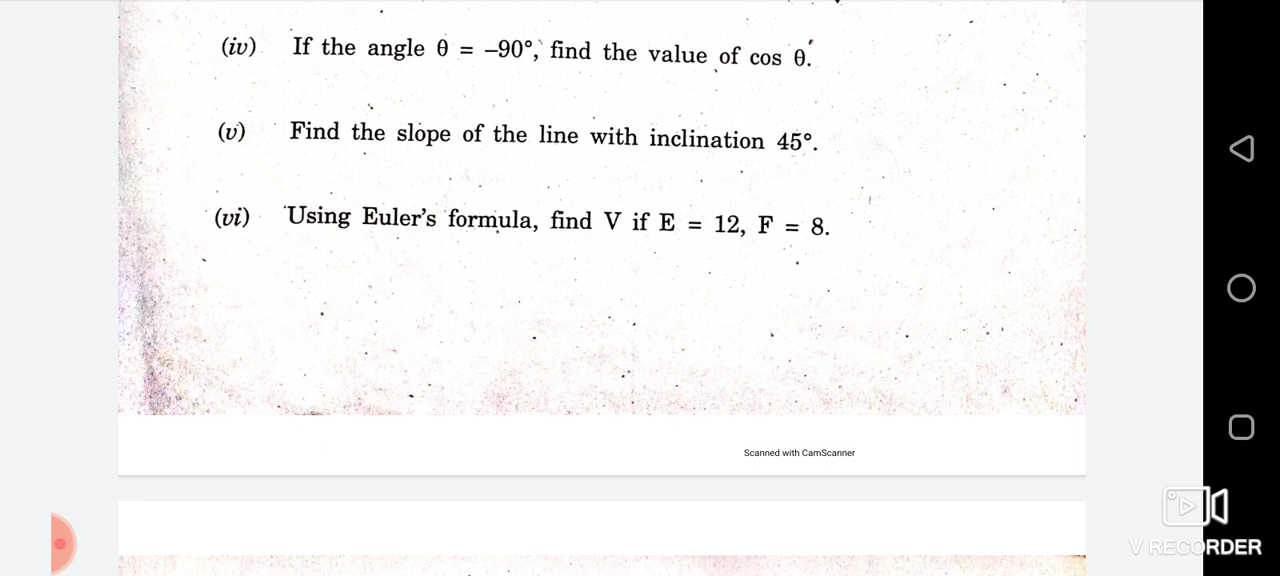 (iv) If the angle θ = –90°, find the value of cos θ.
(v) Find the slope of the line with inclination 45°.
(vi) Using Euler's formula, find V if E = 12, F = 8.
Scanned with CamScanner
V RECORDER